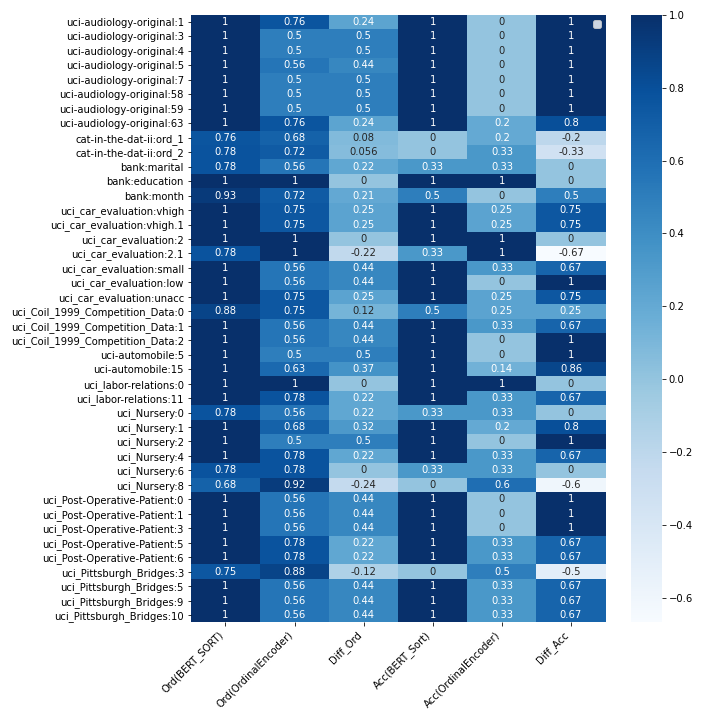 uci-audiology-original:1 1 0.76 0.24 1 0 1
uci-audiology-original:3 1 0.5 0.5 1 0 1
uci-audiology-original:4 1 0.5 0.5 1 0 1
uci-audiology-original:5 1 0.56 0.44 1 0 1
uci-audiology-original:7 1 0.5 0.5 1 0 1
uci-audiology-original:58 1 0.5 0.5 1 0 1
uci-audiology-original:59 1 0.5 0.5 1 0 1
uci-audiology-original:63 1 0.76 0.24 1 0.2 0.8
cat-in-the-dat-ii:ord_1 0.76 0.68 0.08 0 0.2 -0.2
cat-in-the-dat-ii:ord_2 0.78 0.72 0.056 0 0.33 -0.33
bank:marital 0.78 0.56 0.22 0.33 0.33 0
bank:education 1 1 0 1 1 0
bank:month 0.93 0.72 0.21 0.5 0 0.5
uci_car_evaluation:vhigh 1 0.75 0.25 1 0.25 0.75
uci_car_evaluation:vhigh.1 1 0.75 0.25 1 0.25 0.75
uci_car_evaluation:2 1 1 0 1 1 0
uci_car_evaluation:2.1 0.78 1 -0.22 0.33 1 -0.67
uci_car_evaluation:small 1 0.56 0.44 1 0.33 0.67
uci_car_evaluation:low 1 0.56 0.44 1 0 1
uci_car_evaluation:unacc 1 0.75 0.25 1 0.25 0.75
uci_Coil_1999_Competition_Data:0 0.88 0.75 0.12 0.5 0.25 0.25
uci_Coil_1999_Competition_Data:1 1 0.56 0.44 1 0.33 0.67
uci_Coil_1999_Competition_Data:2 1 0.56 0.44 1 0 1
uci-automobile:5 1 0.5 0.5 1 0 1
uci-automobile:15 1 0.63 0.37 1 0.14 0.86
uci_labor-relations:0 1 1 0 1 1 0
uci_labor-relations:11 1 0.78 0.22 1 0.33 0.67
uci_Nursery:0 0.78 0.56 0.22 0.33 0.33 0
uci_Nursery:1 1 0.68 0.32 1 0.2 0.8
uci_Nursery:2 1 0.5 0.5 1 0 1
uci_Nursery:4 1 0.78 0.22 1 0.33 0.67
uci_Nursery:6 0.78 0.78 0 0.33 0.33 0
uci_Nursery:8 0.68 0.92 -0.24 0 0.6 -0.6
uci_Post-Operative-Patient:0 1 0.56 0.44 1 0 1
uci_Post-Operative-Patient:1 1 0.56 0.44 1 0 1
uci_Post-Operative-Patient:3 1 0.56 0.44 1 0 1
uci_Post-Operative-Patient:5 1 0.78 0.22 1 0.33 0.67
uci_Post-Operative-Patient:6 1 0.78 0.22 1 0.33 0.67
uci_Pittsburgh_Bridges:3 0.75 0.88 -0.12 0 0.5 -0.5
uci_Pittsburgh_Bridges:5 1 0.56 0.44 1 0.33 0.67
uci_Pittsburgh_Bridges:9 1 0.56 0.44 1 0.33 0.67
uci_Pittsburgh_Bridges:10 1 0.56 0.44 1 0.33 0.67
Ord(BERT_SORT) Ord(OrdinalEncoder) Diff_Ord Acc(BERT_Sort) Acc(OrdinalEncoder) Diff_Acc
1.0
0.8
0.6
0.4
0.2
0.0
−0.2
−0.4
−0.6